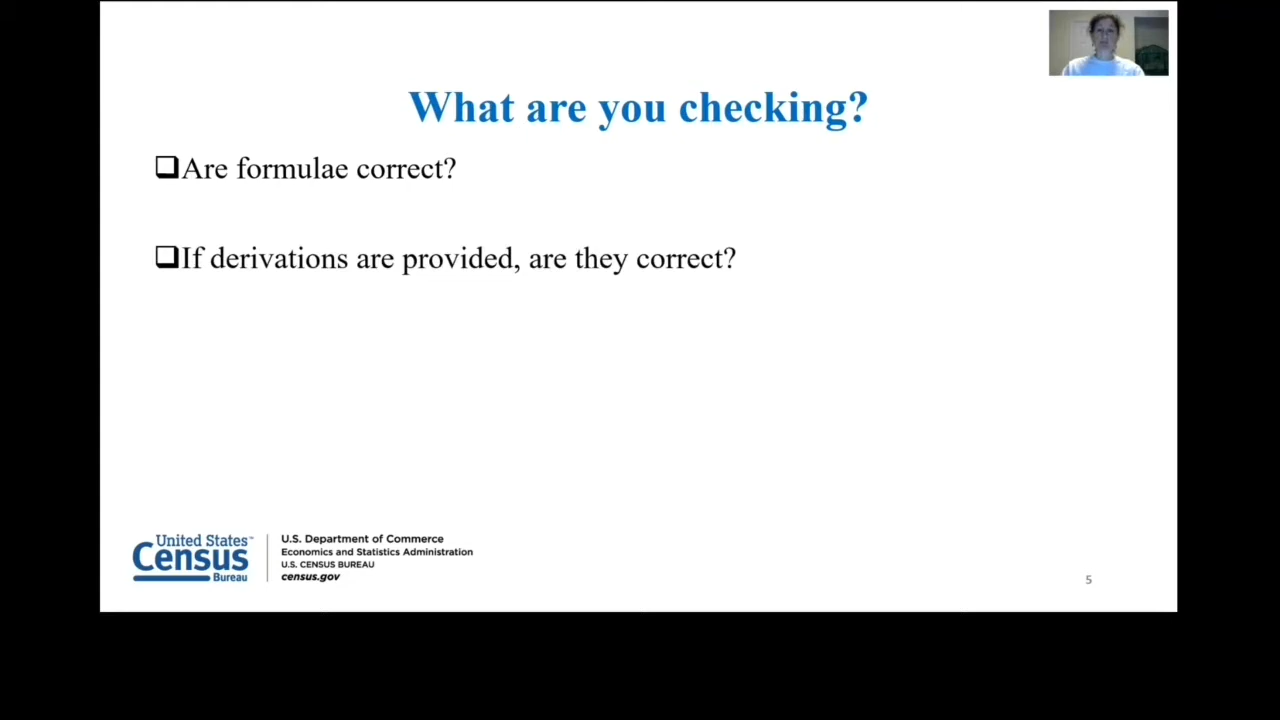 What are you checking?
❑Are formulae correct?
❑If derivations are provided, are they correct?
United States™
Census
Bureau
U.S. Department of Commerce
Economics and Statistics Administration
U.S. CENSUS BUREAU
census.gov
5